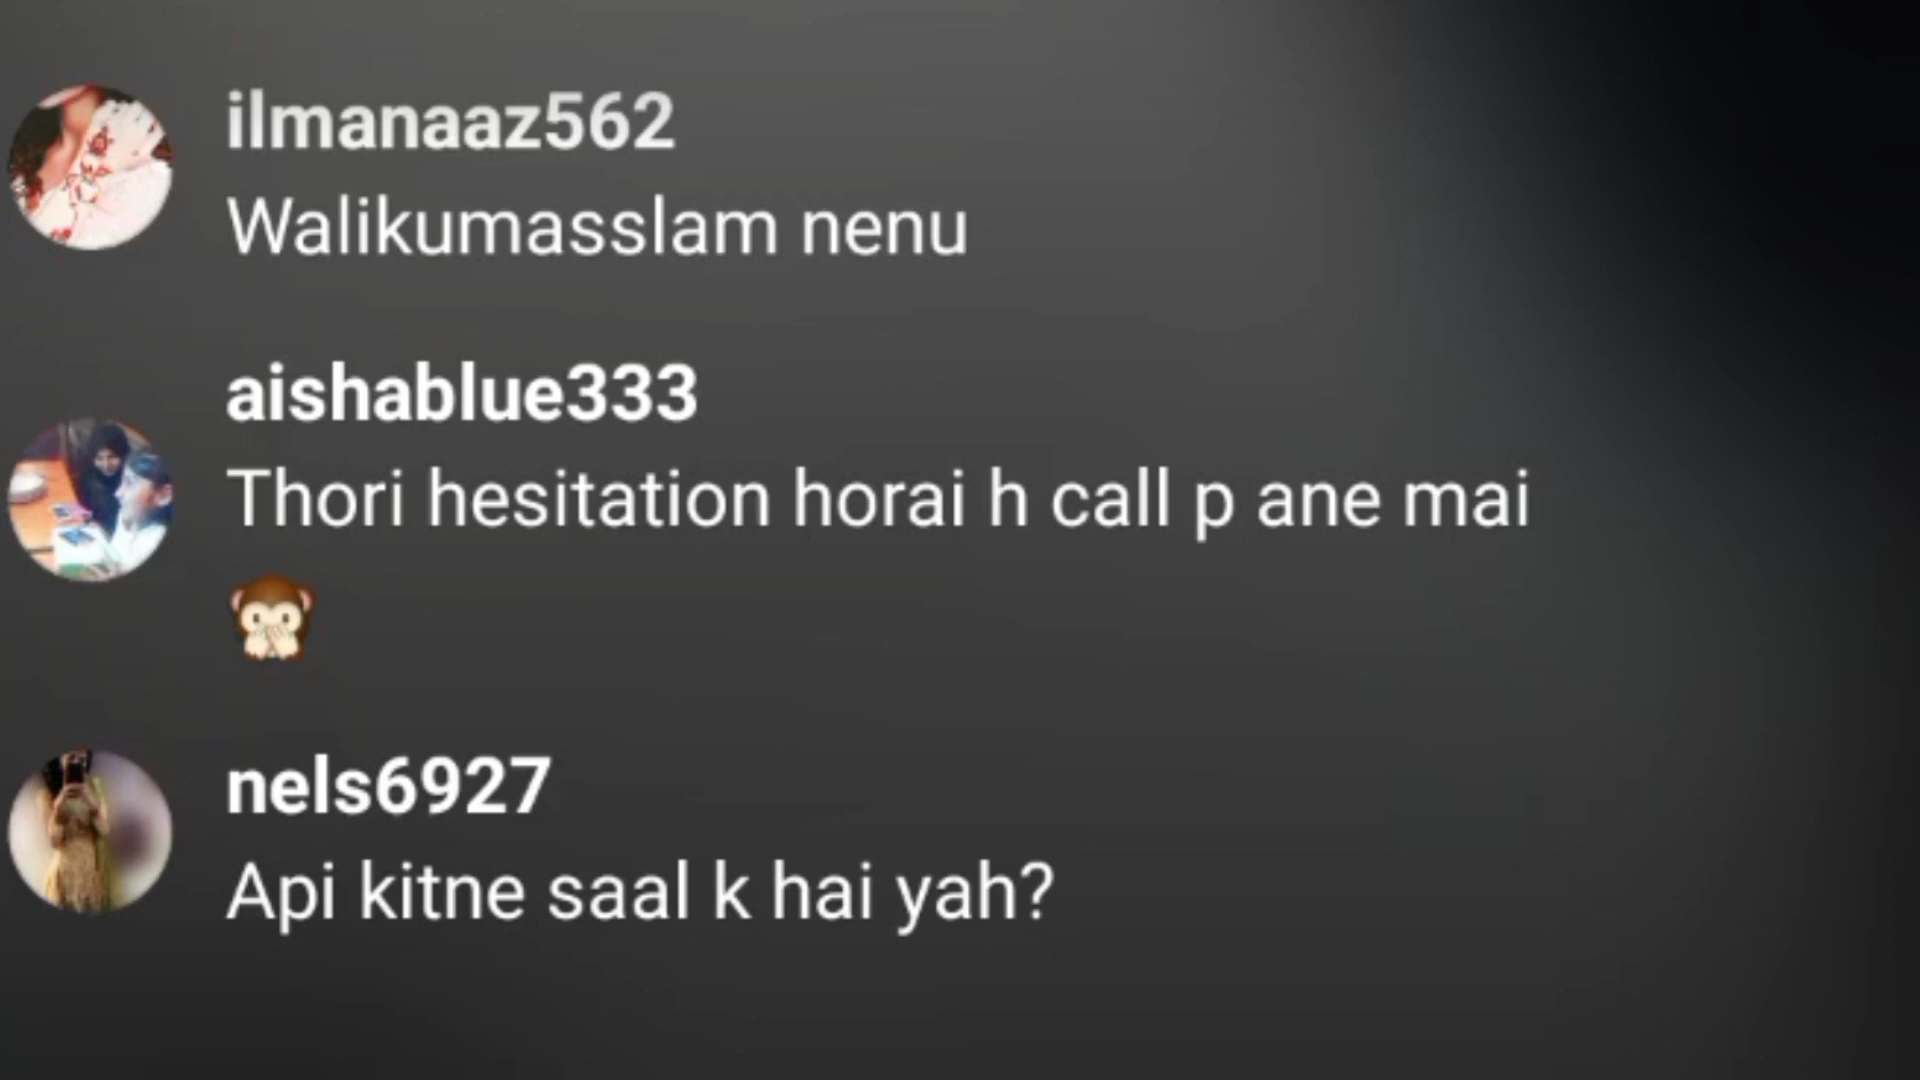 ilmanaaz562
Walikumasslam nenu
aishablue333
Thori hesitation horai h call p ane mai
🙊
nels6927
Api kitne saal k hai yah?